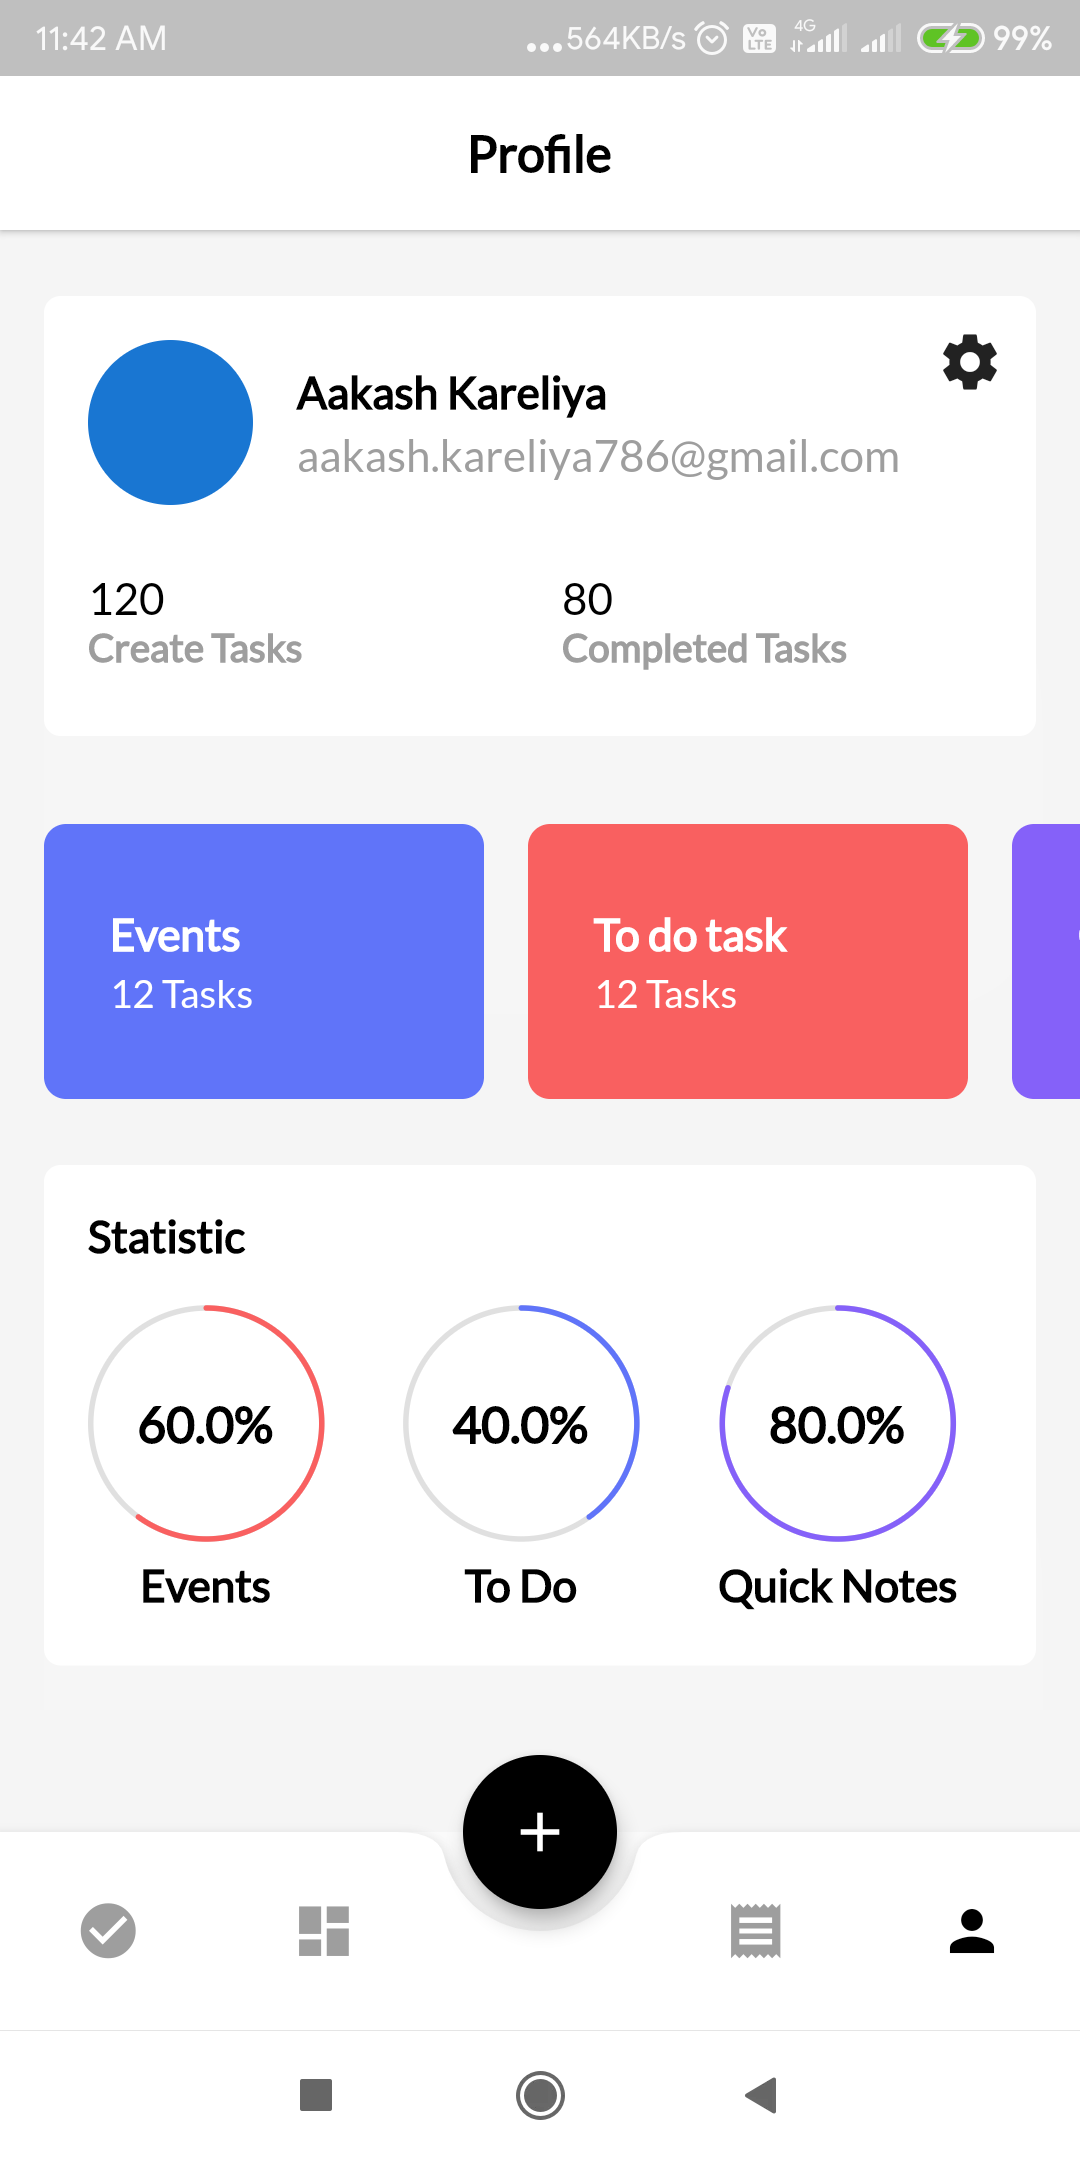 11:42 AM
...564KB/s
Vo LTE
4G
99%
Profile
Aakash Kareliya
aakash.kareliya786@gmail.com
120
80
Create Tasks
Completed Tasks
Events
To do task
12 Tasks
12 Tasks
Statistic
60.0%
40.0%
80.0%
Events
To Do
Quick Notes